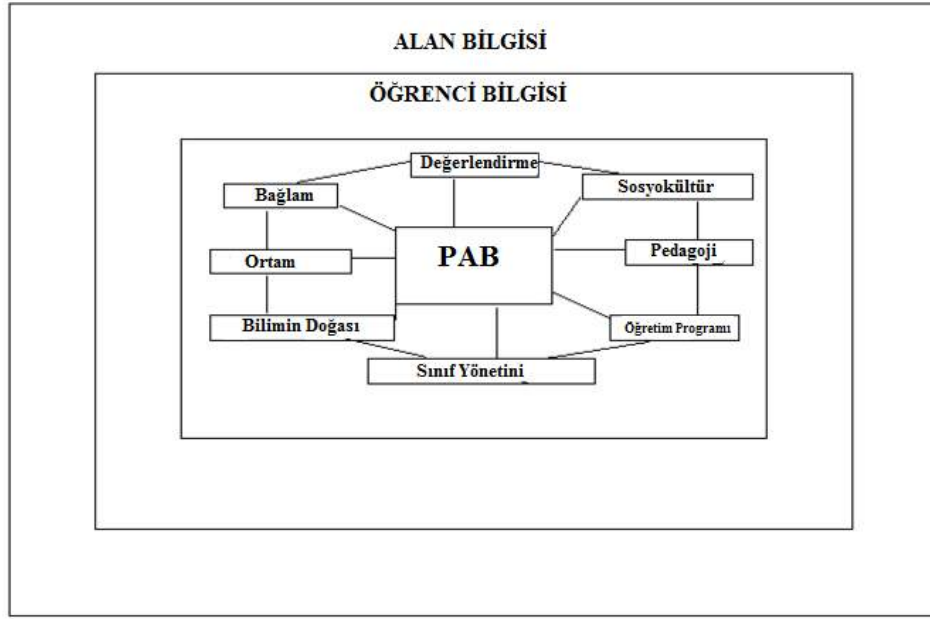 ALAN BİLGİSİ
ÖĞRENCİ BİLGİSİ
Değerlendirme
Bağlam
Sosyokültür
Ortam
PAB
Pedagoji
Bilimin Doğası
Öğretim Programı
Sınıf Yönetini